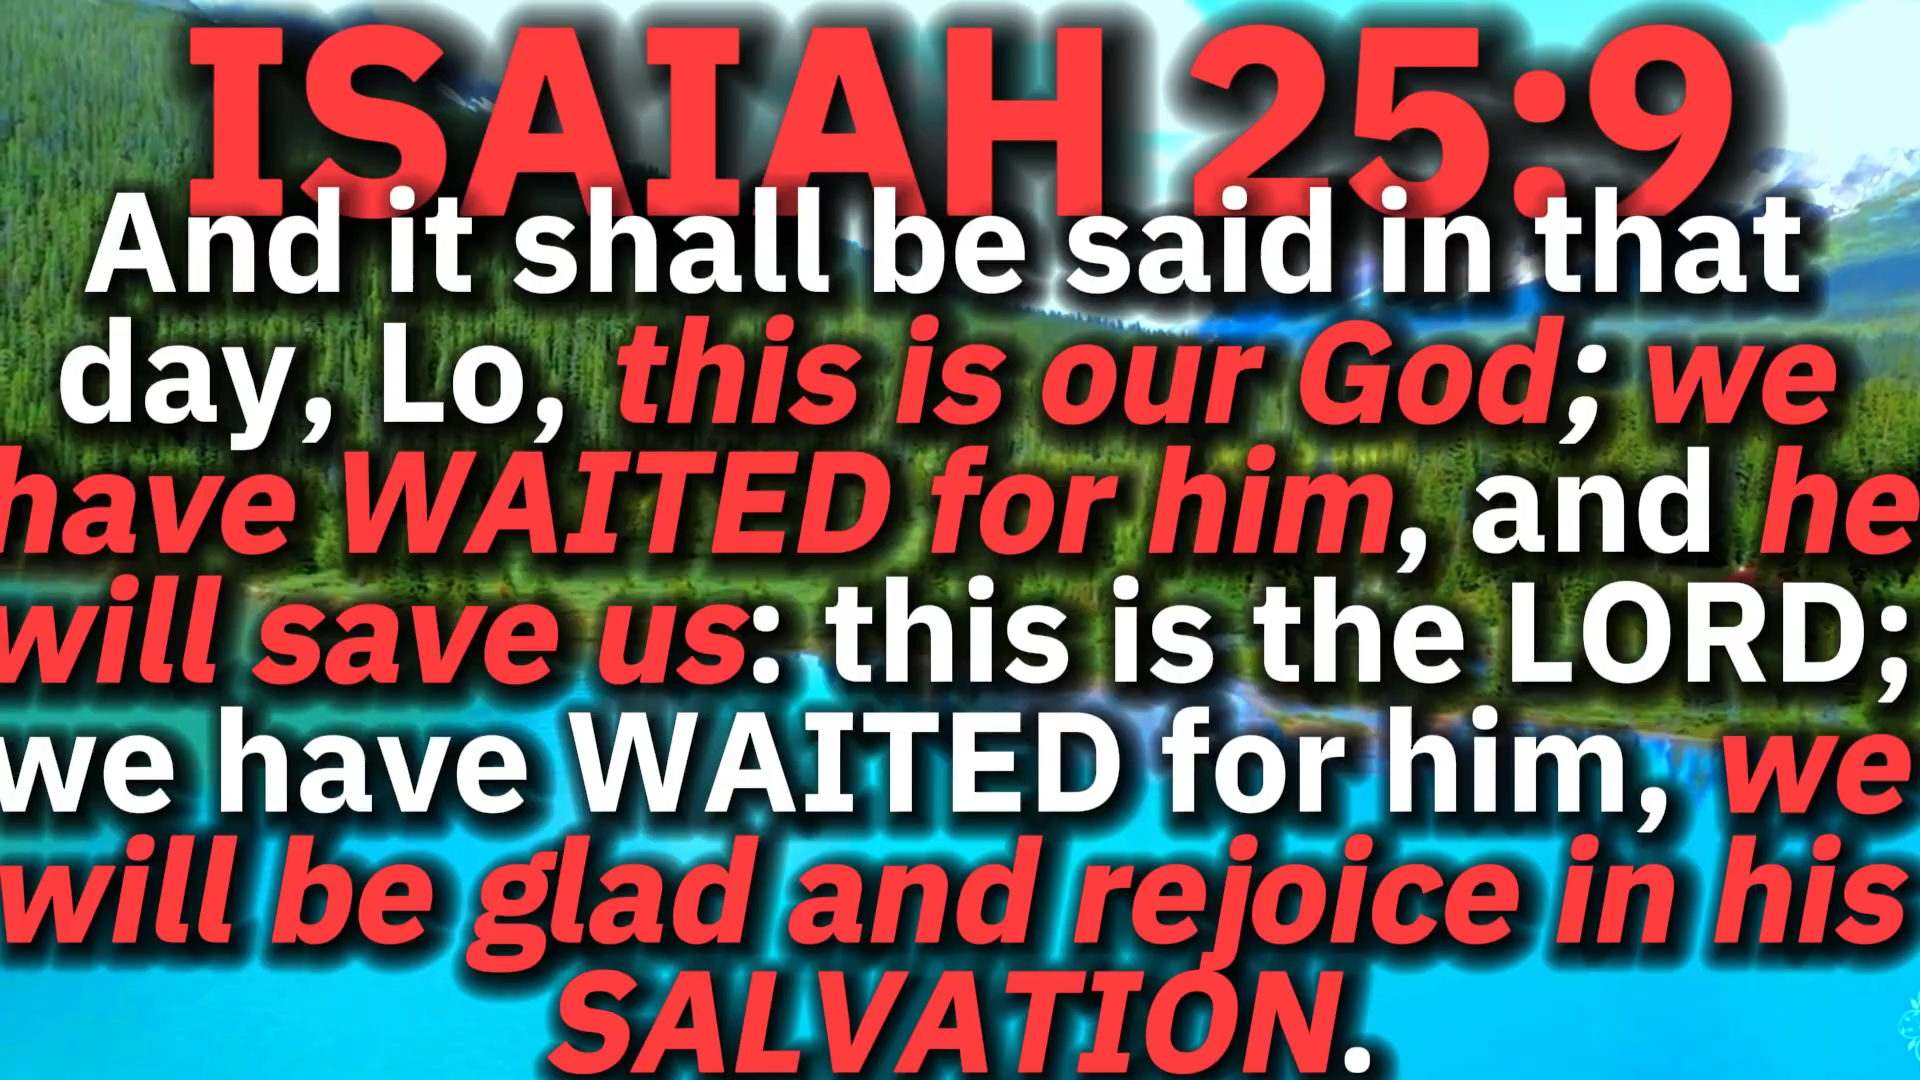 ISAIAH 25:9
And it shall be said in that
day, Lo, this is our God; we
have WAITED for him, and he
will save us: this is the LORD;
we have WAITED for him, we
will be glad and rejoice in his
SALVATION.